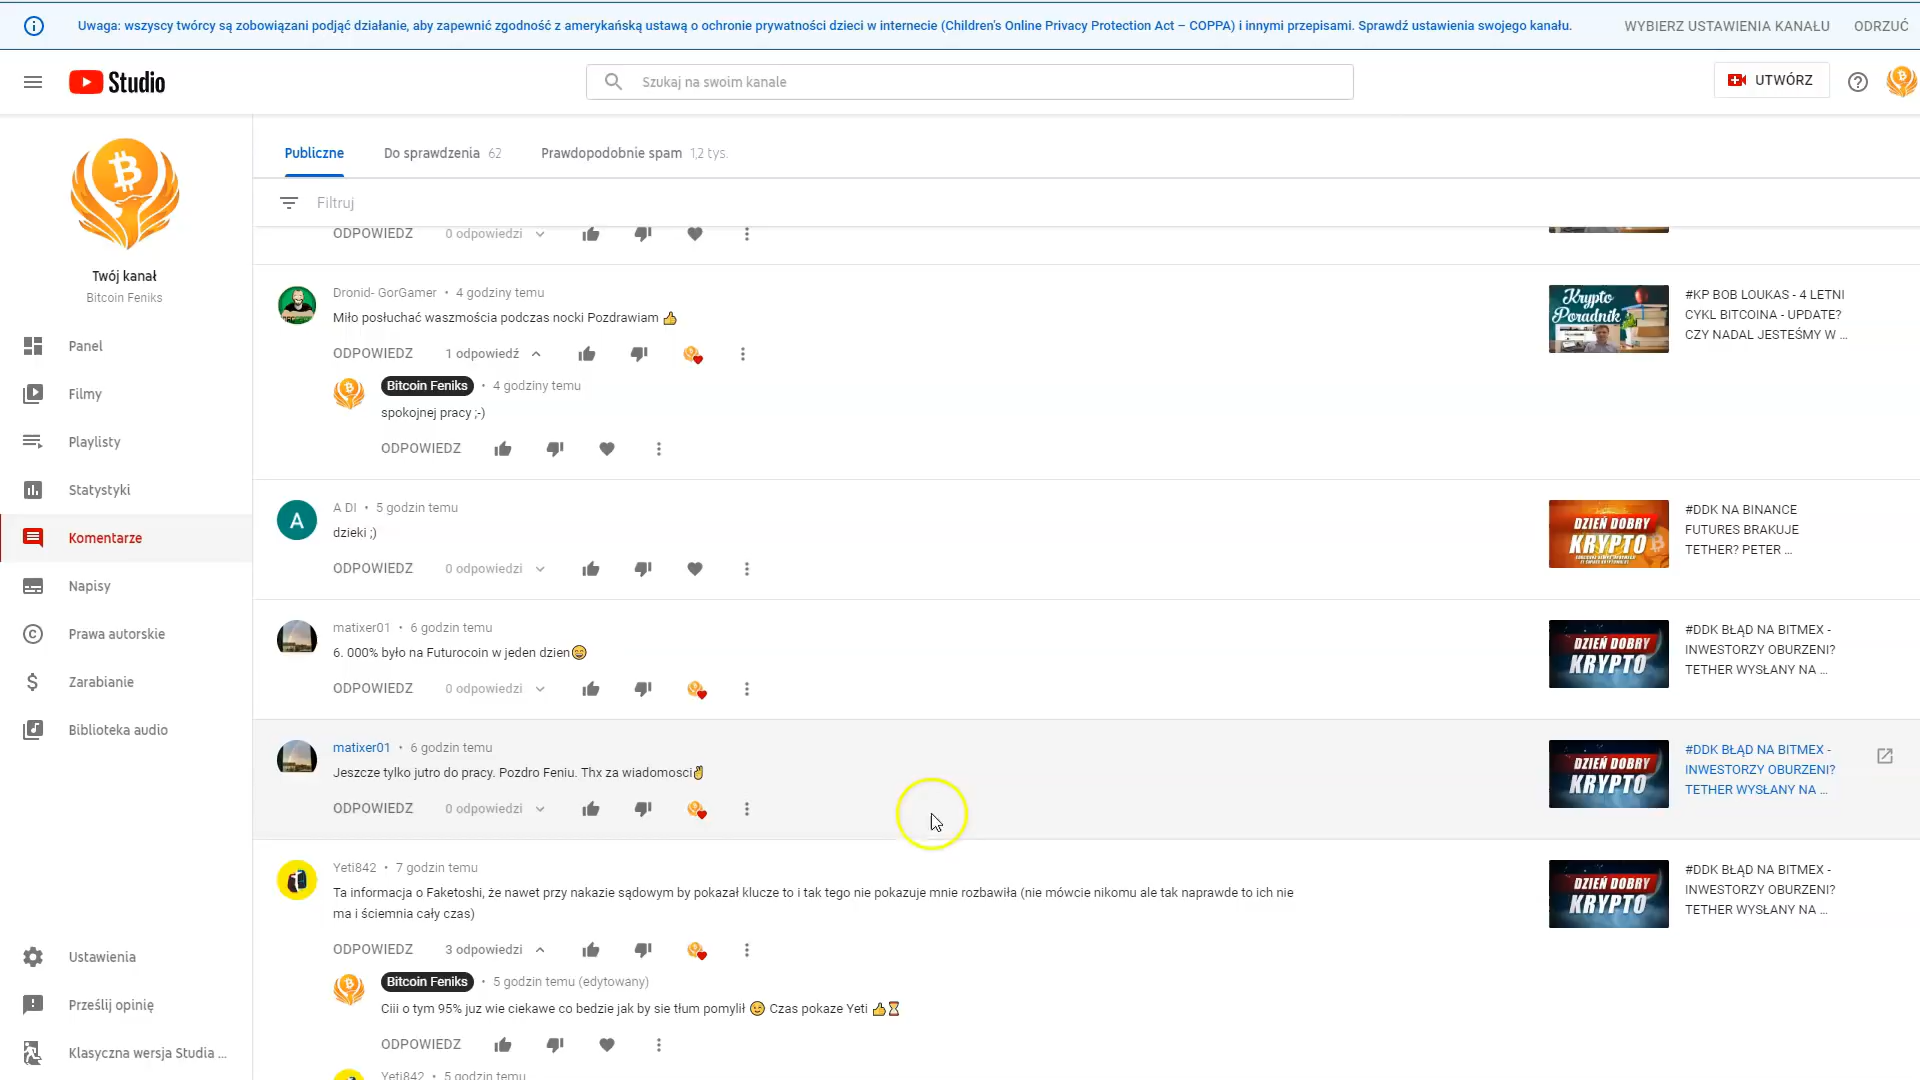 Uwaga: wszyscy twórcy są zobowiązani podjąć działanie, aby zapewnić zgodność z amerykańską ustawą o ochronie prywatności dzieci w internecie (Children's Online Privacy Protection Act – COPPA) i innymi przepisami. Sprawdź ustawienia swojego kanału.
WYBIERZ USTAWIENIA KANAŁU
ODRZUĆ
Studio
Szukaj na swoim kanale
UTWÓRZ
Twój kanał
Bitcoin Feniks
Panel
Filmy
Playlisty
Statystyki
Komentarze
Napisy
Prawa autorskie
Zarabianie
Biblioteka audio
Ustawienia
Prześlij opinię
Klasyczna wersja Studia ...
Publiczne
Do sprawdzenia 62
Prawdopodobnie spam 1,2 tys.
Filtruj
ODPOWIEDZ 0 odpowiedzi
Dronid- GorGamer • 4 godziny temu
Miło posłuchać waszmościa podczas nocki Pozdrawiam 👍
ODPOWIEDZ 1 odpowiedź
Bitcoin Feniks • 4 godziny temu
spokojnej pracy ;-)
ODPOWIEDZ
Krypto
Poradnik
#KP BOB LOUKAS - 4 LETNI
CYKL BITCOINA - UPDATE?
CZY NADAL JESTEŚMY W ...
A
A DI • 5 godzin temu
dzieki ;)
ODPOWIEDZ 0 odpowiedzi
DZIEŃ DOBRY
KRYPTO
#DDK NA BINANCE
FUTURES BRAKUJE
TETHER? PETER ...
matixer01 • 6 godzin temu
6. 000% było na Futurocoin w jeden dzien😄
ODPOWIEDZ 0 odpowiedzi
DZIEŃ DOBRY
KRYPTO
#DDK BŁĄD NA BITMEX -
INWESTORZY OBURZENI?
TETHER WYSŁANY NA ...
matixer01 • 6 godzin temu
Jeszcze tylko jutro do pracy. Pozdro Feniu. Thx za wiadomosci✌
ODPOWIEDZ 0 odpowiedzi
DZIEŃ DOBRY
KRYPTO
#DDK BŁĄD NA BITMEX -
INWESTORZY OBURZENI?
TETHER WYSŁANY NA ...
Yeti842 • 7 godzin temu
Ta informacja o Faketoshi, że nawet przy nakazie sądowym by pokazał klucze to i tak tego nie pokazuje mnie rozbawiła (nie mówcie nikomu ale tak naprawde to ich nie
ma i ściemnia cały czas)
ODPOWIEDZ 3 odpowiedzi
DZIEŃ DOBRY
KRYPTO
#DDK BŁĄD NA BITMEX -
INWESTORZY OBURZENI?
TETHER WYSŁANY NA ...
Bitcoin Feniks • 5 godzin temu (edytowany)
Ciii o tym 95% juz wie ciekawe co bedzie jak by sie tłum pomylił 😉 Czas pokaze Yeti 👍⌛
ODPOWIEDZ
Yeti842 • 5 godzin temu